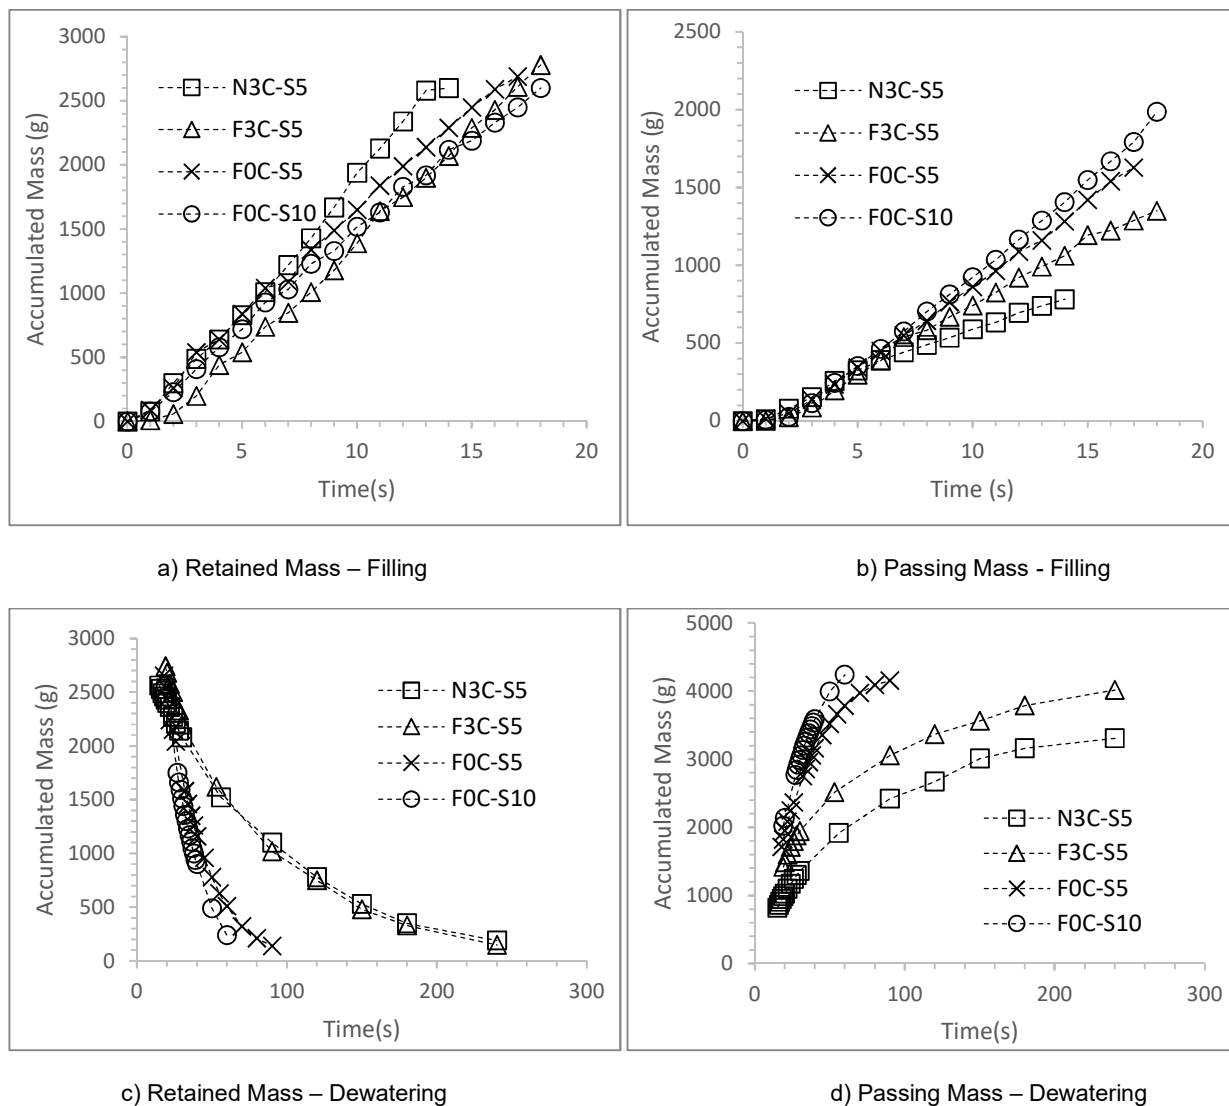 3000
2500
2000
1500
1000
500
0
0
5
10
15
20
Accumulated Mass (g)
Time(s)
N3C-S5
F3C-S5
F0C-S5
F0C-S10
a) Retained Mass – Filling
2500
2000
1500
1000
500
0
0
5
10
15
20
Accumulated Mass (g)
Time (s)
N3C-S5
F3C-S5
F0C-S5
F0C-S10
b) Passing Mass - Filling
3000
2500
2000
1500
1000
500
0
0
100
200
300
Accumulated Mass (g)
Time(s)
N3C-S5
F3C-S5
F0C-S5
F0C-S10
c) Retained Mass – Dewatering
5000
4000
3000
2000
1000
0
0
100
200
300
Accumulated Mass (g)
Time(s)
N3C-S5
F3C-S5
F0C-S5
F0C-S10
d) Passing Mass – Dewatering